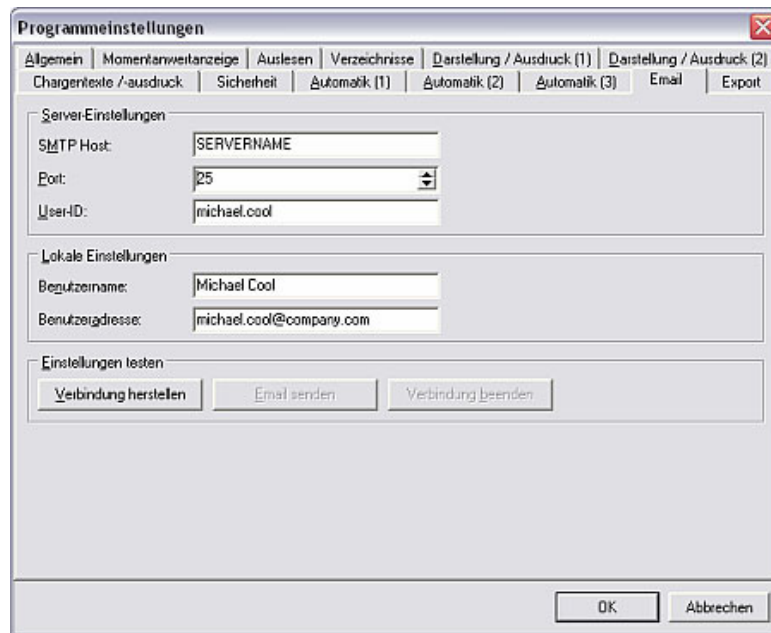 Programmeinstellungen
Allgemein Momentanwertanzeige Auslesen Verzeichnisse Darstellung / Ausdruck (1) Darstellung / Ausdruck (2)
Chargentexte /-ausdruck Sicherheit Automatik (1) Automatik (2) Automatik (3) Email Export
Server-Einstellungen
SMTP Host: SERVERNAME
Port: 25
User-ID: michael.cool
Lokale Einstellungen
Benutzername: Michael Cool
Benutzeradresse: michael.cool@company.com
Einstellungen testen
Verbindung herstellen Email senden Verbindung beenden
OK Abbrechen